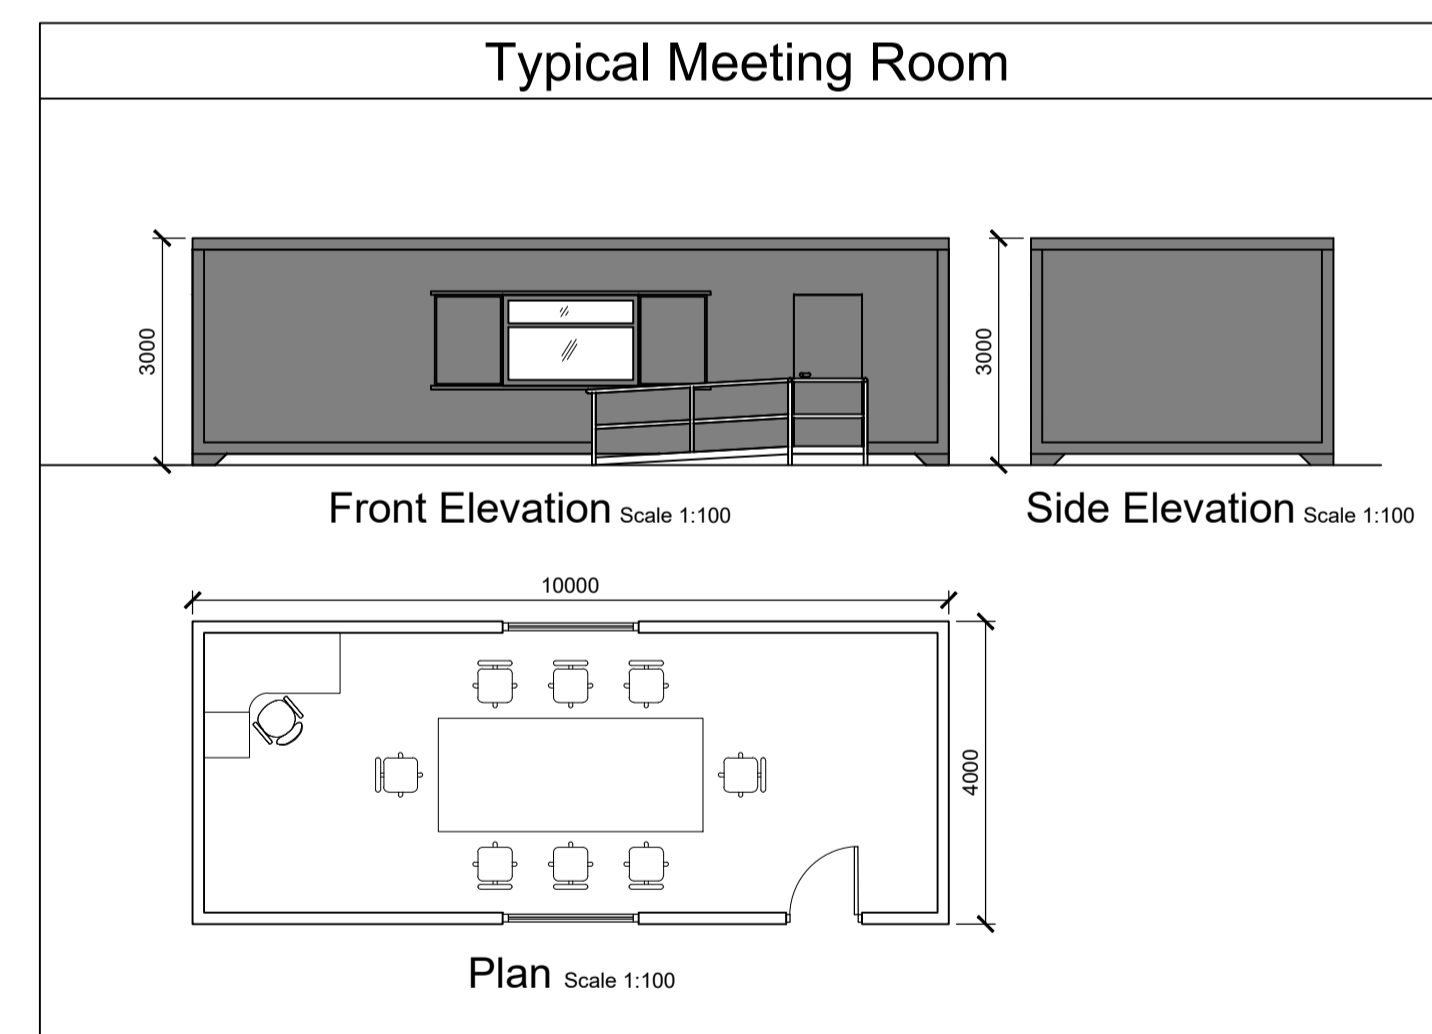 Typical Meeting Room
3000
3000
Front Elevation Scale 1:100
Side Elevation Scale 1:100
10000
4000
Plan Scale 1:100